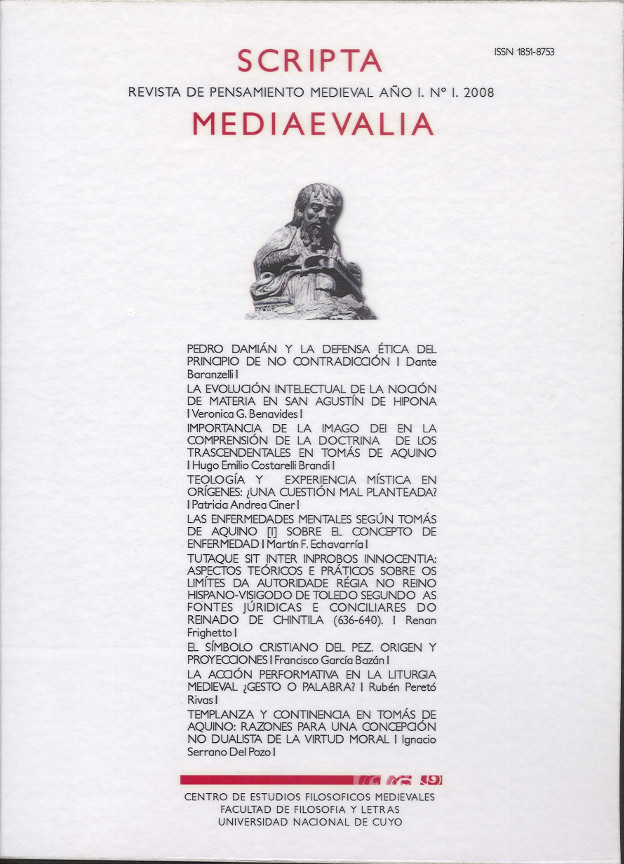 SCRIPTA
ISSN 1851-8753
REVISTA DE PENSAMIENTO MEDIEVAL AÑO I. Nº I. 2008
MEDIAEVALIA
PEDRO DAMIÁN Y LA DEFENSA ÉTICA DEL
PRINCIPIO DE NO CONTRADICCIÓN I Dante
Baranzelli I
LA EVOLUCIÓN INTELECTUAL DE LA NOCIÓN
DE MATERIA EN SAN AGUSTÍN DE HIPONA
I Veronica G. Benavides I
IMPORTANCIA DE LA IMAGO DEI EN LA
COMPRENSIÓN DE LA DOCTRINA DE LOS
TRASCENDENTALES EN TOMÁS DE AQUINO
I Hugo Emilio Costarelli Brandi I
TEOLOGÍA Y EXPERIENCIA MÍSTICA EN
ORÍGENES: ¿UNA CUESTIÓN MAL PLANTEADA?
I Patricia Andrea Ciner I
LAS ENFERMEDADES MENTALES SEGÚN TOMÁS
DE AQUINO [I] SOBRE EL CONCEPTO DE
ENFERMEDAD I Martín F. Echavarría I
TUTAQUE SIT INTER INPROBOS INNOCENTIA:
ASPECTOS TEÓRICOS E PRÁTICOS SOBRE OS
LIMÍTES DA AUTORIDADE RÉGIA NO REINO
HISPANO-VISIGODO DE TOLEDO SEGUNDO AS
FONTES JÚRIDICAS E CONCILIARES DO
REINADO DE CHINTILA (636-640). I Renan
Frighetto I
EL SÍMBOLO CRISTIANO DEL PEZ. ORIGEN Y
PROYECCIONES I Francisco García Bazán I
LA ACCIÓN PERFORMATIVA EN LA LITURGIA
MEDIEVAL ¿GESTO O PALABRA? I Rubén Peretó
Rivas I
TEMPLANZA Y CONTINENCIA EN TOMÁS DE
AQUINO: RAZONES PARA UNA CONCEPCIÓN
NO DUALISTA DE LA VIRTUD MORAL I Ignacio
Serrano Del Pozo I
CENTRO DE ESTUDIOS FILOSOFICOS MEDIEVALES
FACULTAD DE FILOSOFIA Y LETRAS
UNIVERSIDAD NACIONAL DE CUYO